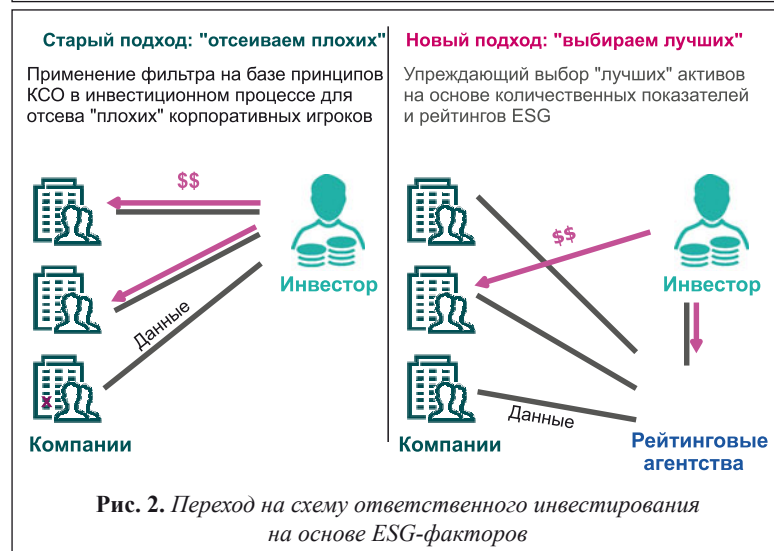 Старый подход: "отсеиваем плохих"
Применение фильтра на базе принципов
КСО в инвестиционном процессе для
отсева "плохих" корпоративных игроков
$$
Инвестор
Данные
x
Компании
Новый подход: "выбираем лучших"
Упреждающий выбор "лучших" активов
на основе количественных показателей
и рейтингов ESG
$$
Инвестор
Данные
Компании
Рейтинговые
агентства
Рис. 2. Переход на схему ответственного инвестирования
на основе ESG-факторов